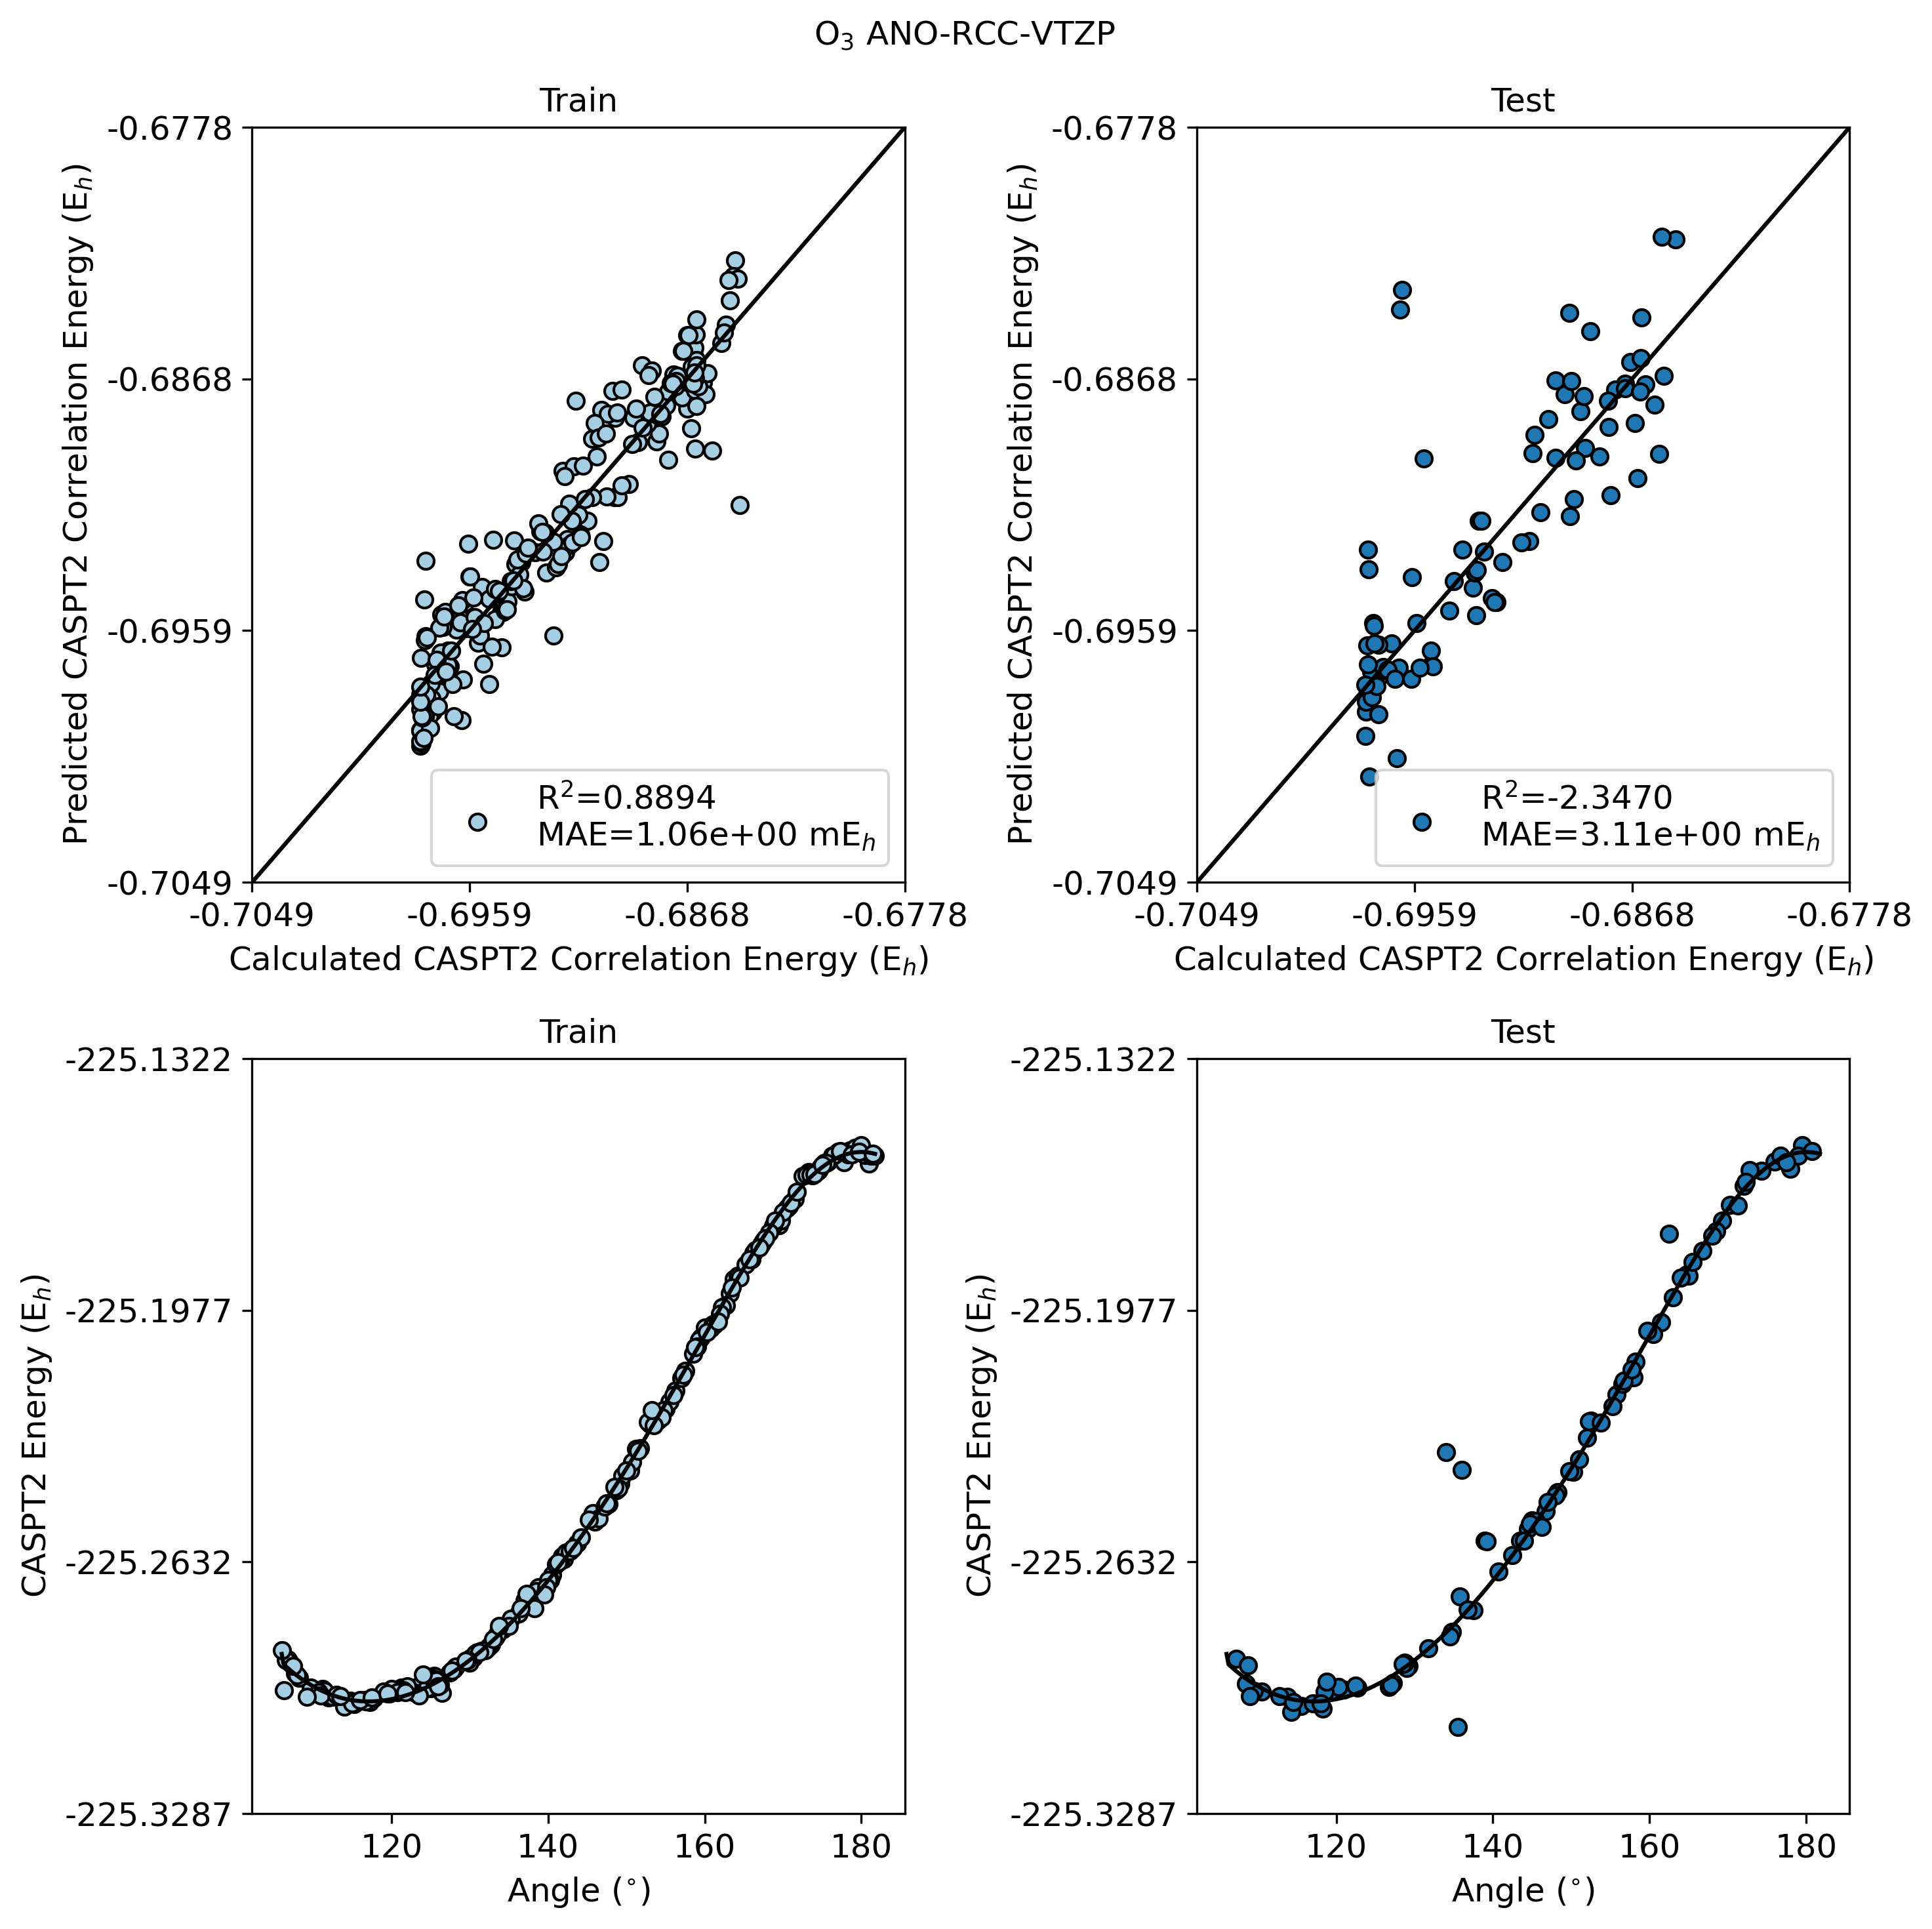 O₃ ANO-RCC-VTZP
Train
-0.6778
-0.6868
-0.6959
-0.7049
Predicted CASPT2 Correlation Energy (Eₕ)
R²=0.8894
MAE=1.06e+00 mEₕ
-0.7049 -0.6959 -0.6868 -0.6778
Calculated CASPT2 Correlation Energy (Eₕ)
Test
-0.6778
-0.6868
-0.6959
-0.7049
Predicted CASPT2 Correlation Energy (Eₕ)
R²=-2.3470
MAE=3.11e+00 mEₕ
-0.7049 -0.6959 -0.6868 -0.6778
Calculated CASPT2 Correlation Energy (Eₕ)
Train
-225.1322
-225.1977
-225.2632
-225.3287
CASPT2 Energy (Eₕ)
120 140 160 180
Angle (°)
Test
-225.1322
-225.1977
-225.2632
-225.3287
CASPT2 Energy (Eₕ)
120 140 160 180
Angle (°)